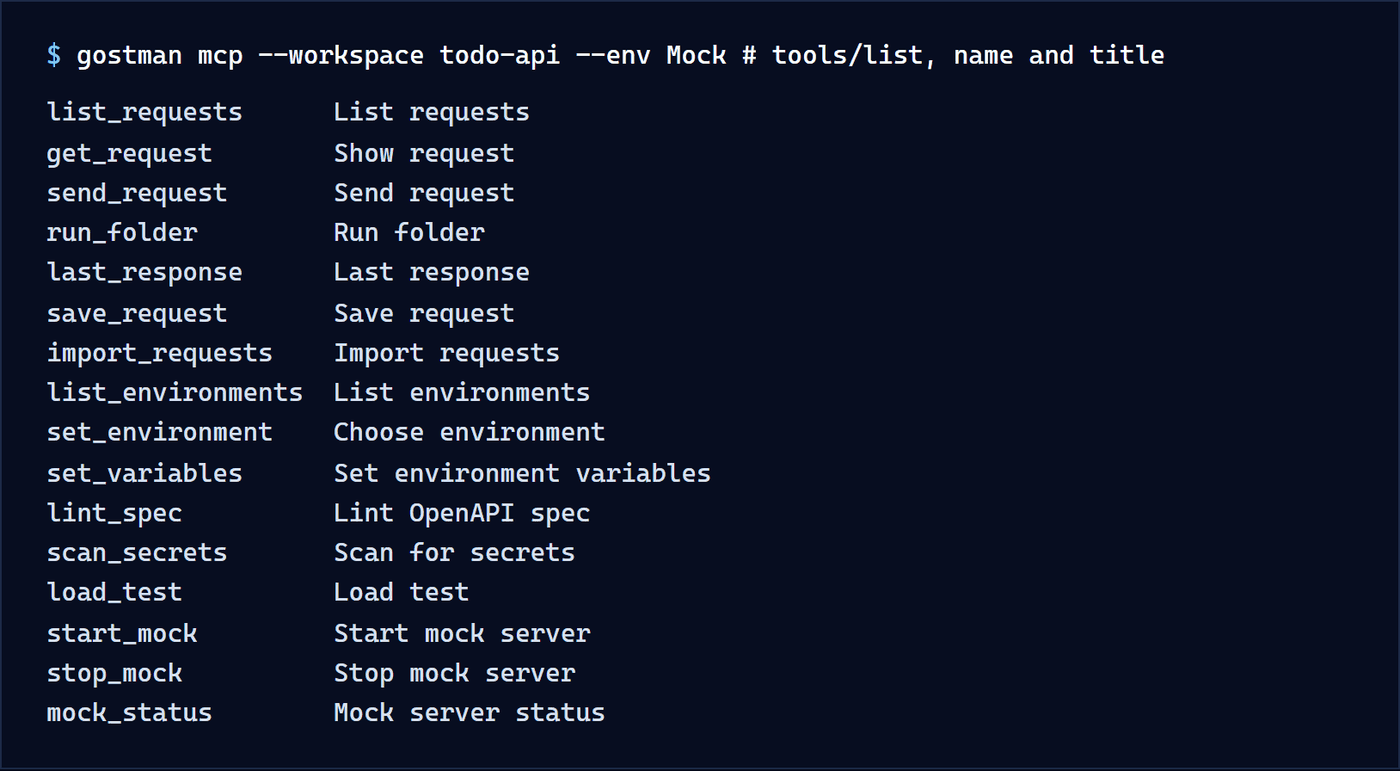 $ gostman mcp --workspace todo-api --env Mock # tools/list, name and title
list_requests List requests
get_request Show request
send_request Send request
run_folder Run folder
last_response Last response
save_request Save request
import_requests Import requests
list_environments List environments
set_environment Choose environment
set_variables Set environment variables
lint_spec Lint OpenAPI spec
scan_secrets Scan for secrets
load_test Load test
start_mock Start mock server
stop_mock Stop mock server
mock_status Mock server status